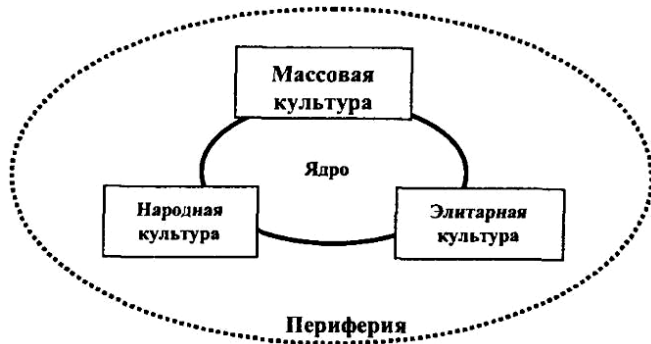 Массовая
культура
Ядро
Народная
культура
Элитарная
культура
Периферия